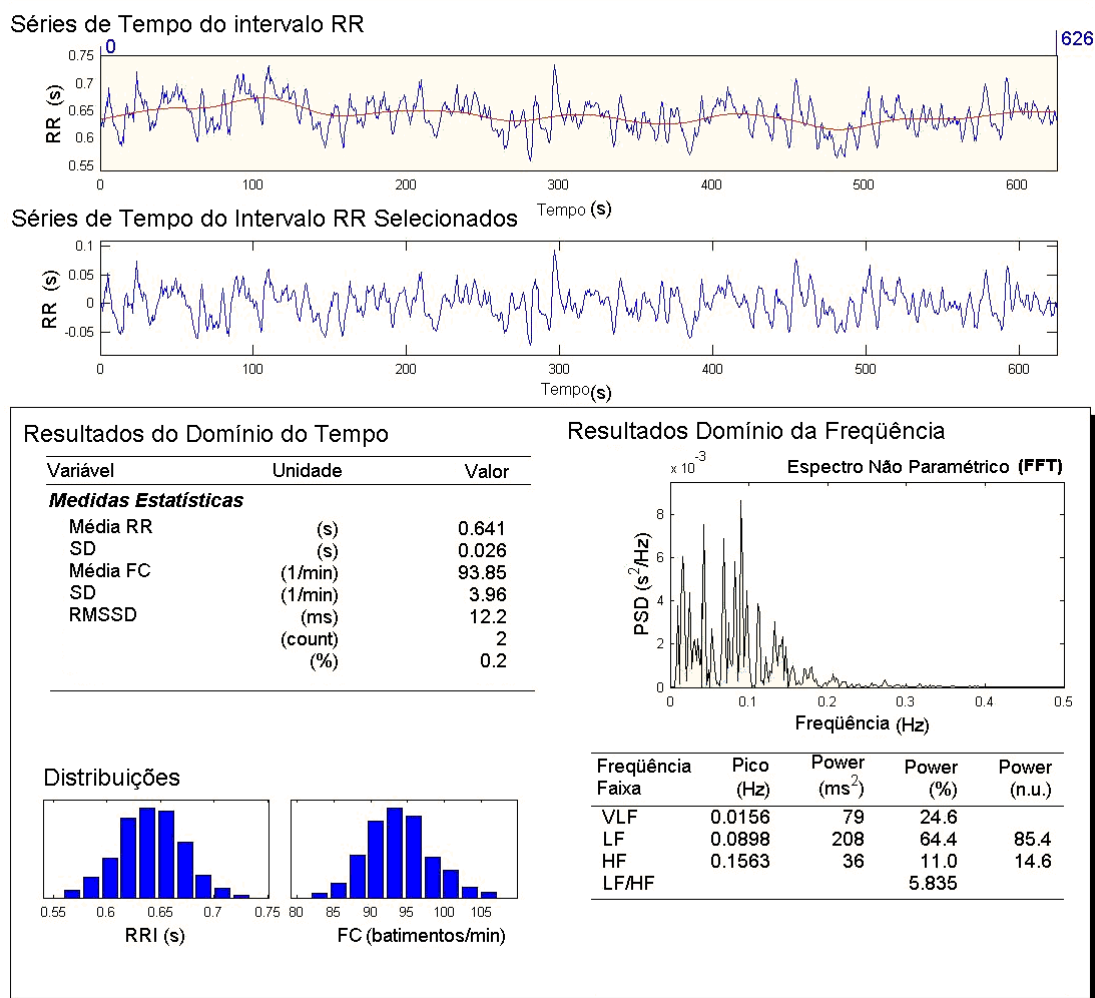 Séries de Tempo do intervalo RR
0
626
RR (s)
0.75
0.7
0.65
0.6
0.55
0 100 200 300 400 500 600
Tempo (s)
Séries de Tempo do Intervalo RR Selecionados
RR (s)
0.1
0.05
0
-0.05
0 100 200 300 400 500 600
Tempo(s)
Resultados do Domínio do Tempo
Variável Unidade Valor
Medidas Estatísticas
Média RR (s) 0.641
SD (s) 0.026
Média FC (1/min) 93.85
SD (1/min) 3.96
RMSSD (ms) 12.2
(count) 2
(%) 0.2
Distribuições
0.55 0.6 0.65 0.7 0.75
RRI (s)
80 85 90 95 100 105
FC (batimentos/min)
Resultados Domínio da Freqüência
x 10-3
Espectro Não Paramétrico (FFT)
PSD (s2/Hz)
8
6
4
2
0
0 0.1 0.2 0.3 0.4 0.5
Freqüência (Hz)
Freqüência Pico Power Power Power
Faixa (Hz) (ms2) (%) (n.u.)
VLF 0.0156 79 24.6
LF 0.0898 208 64.4 85.4
HF 0.1563 36 11.0 14.6
LF/HF 5.835